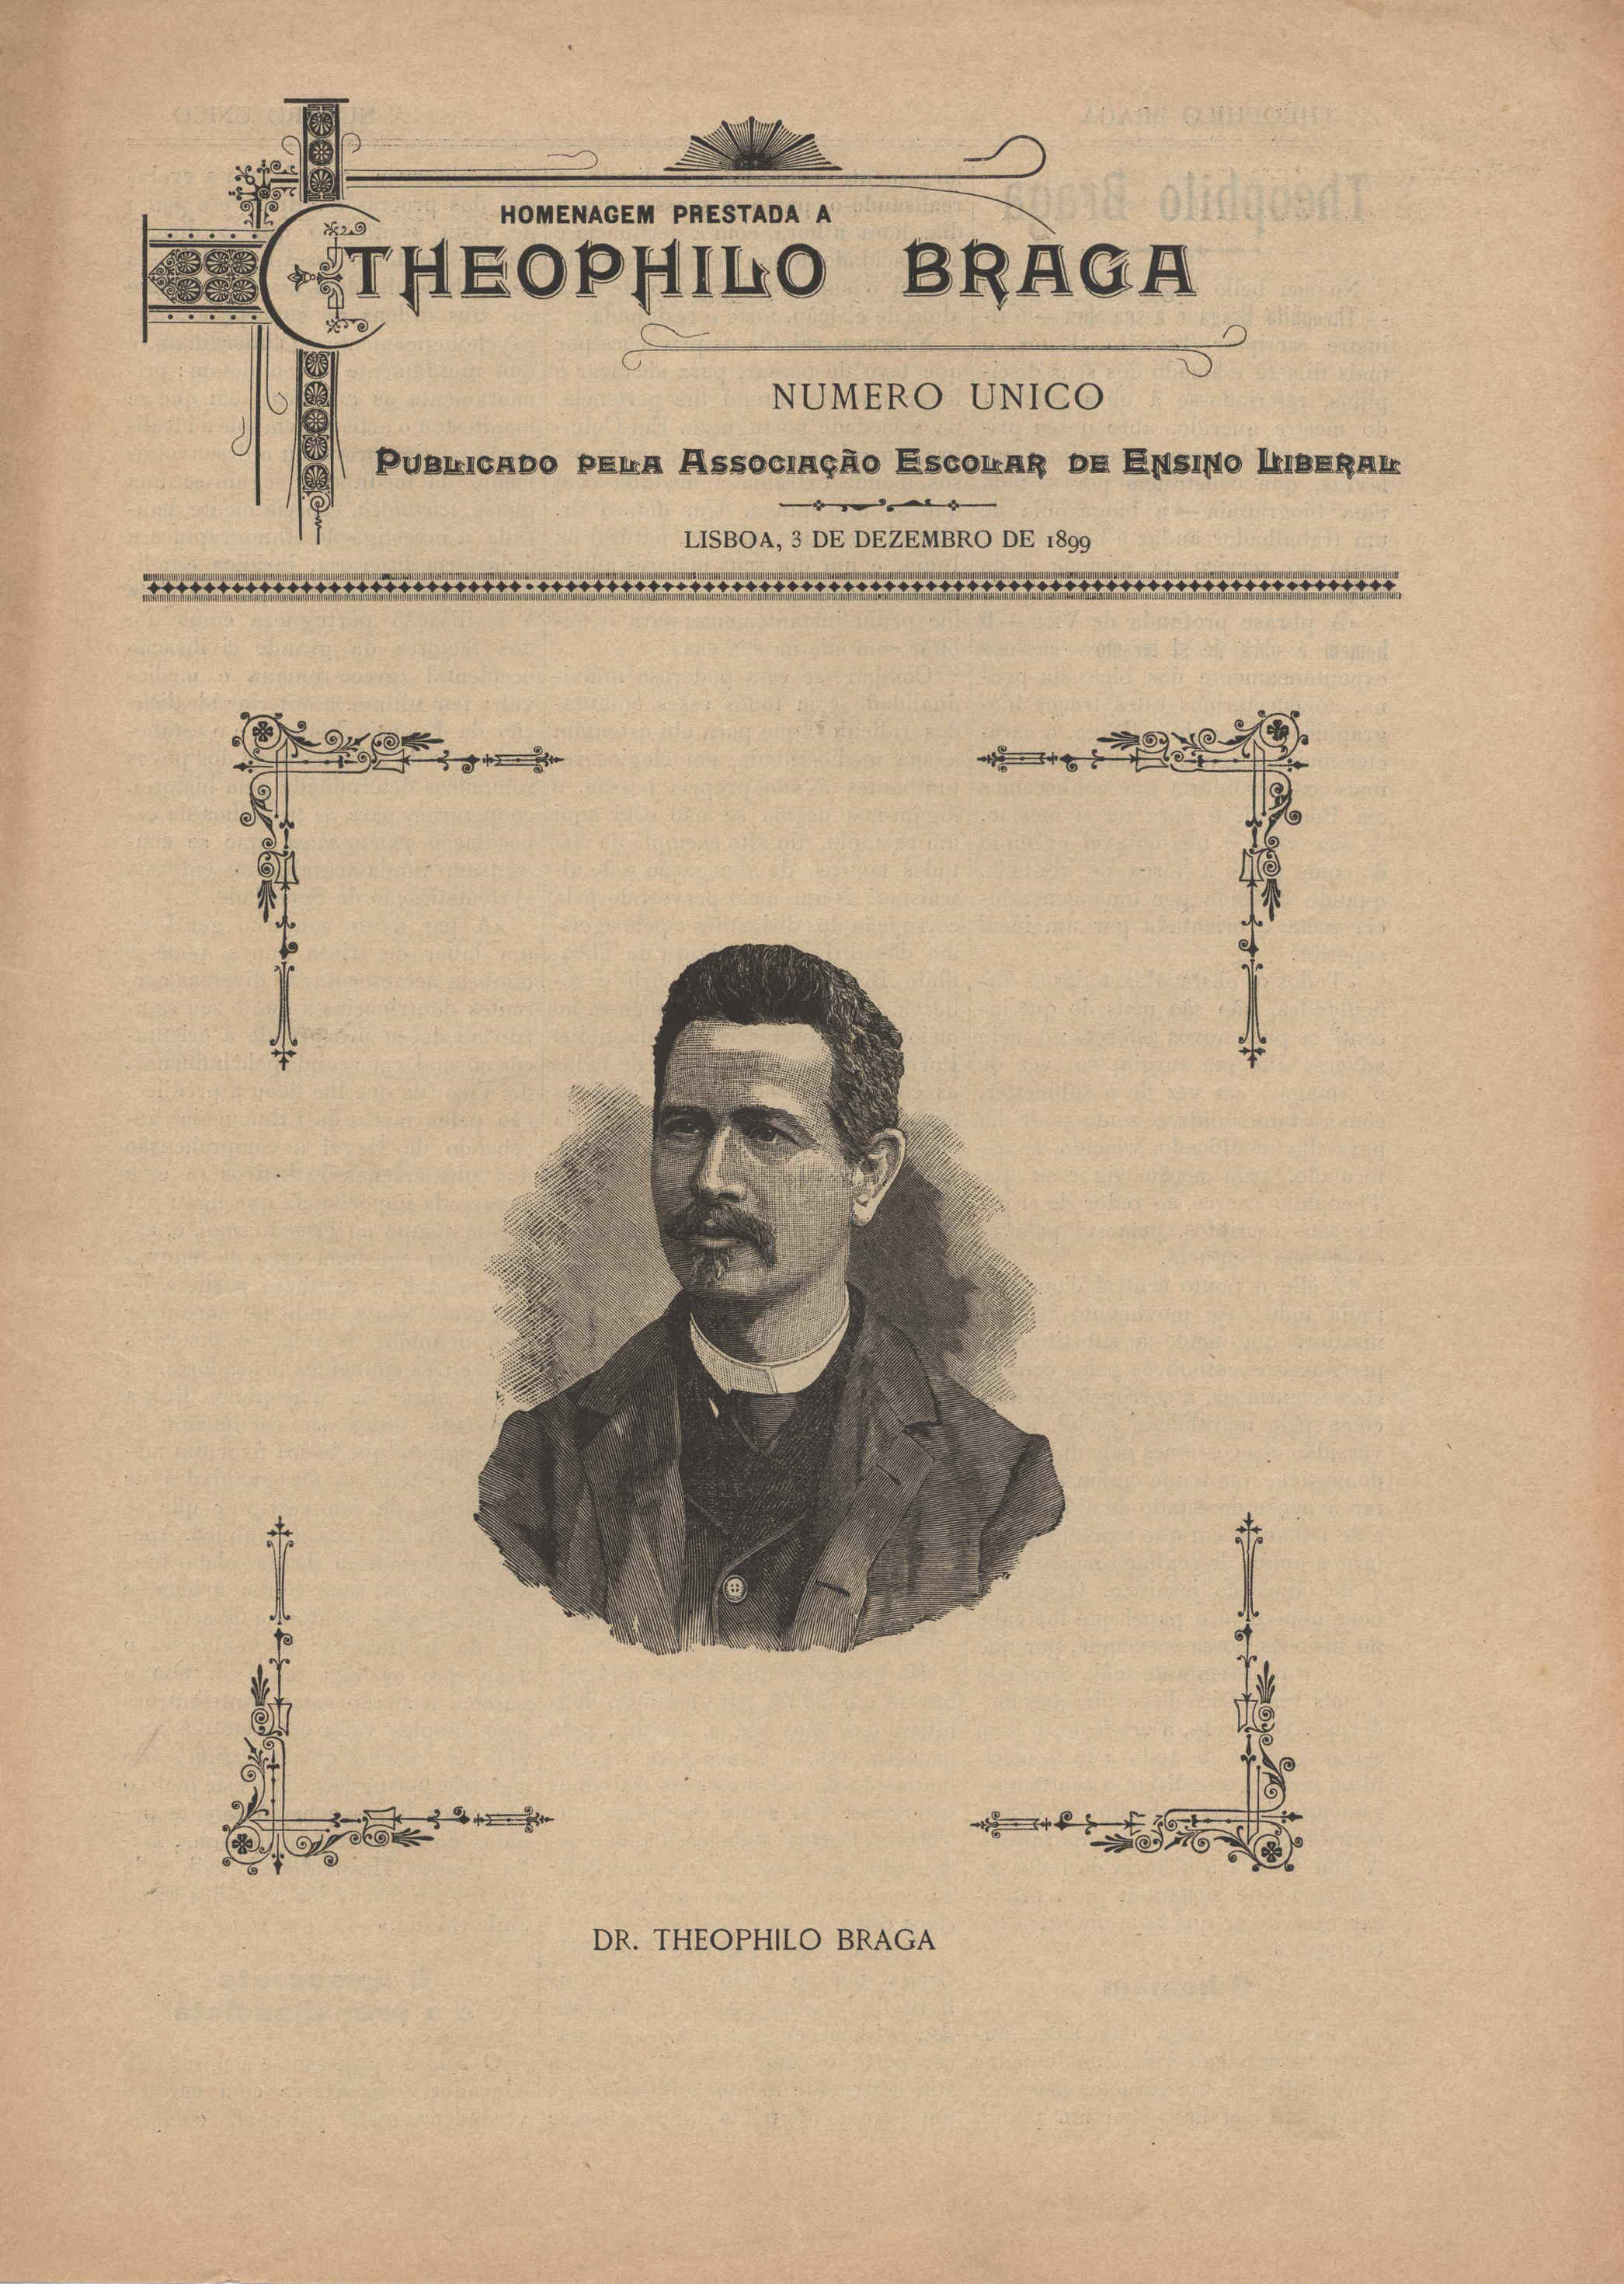 HOMENAGEM PRESTADA A
THEOPHILO BRAGA
NUMERO UNICO
PUBLICADO PELA ASSOCIAÇÃO ESCOLAR DE ENSINO LIBERAL
LISBOA, 3 DE DEZEMBRO DE 1899
DR. THEOPHILO BRAGA